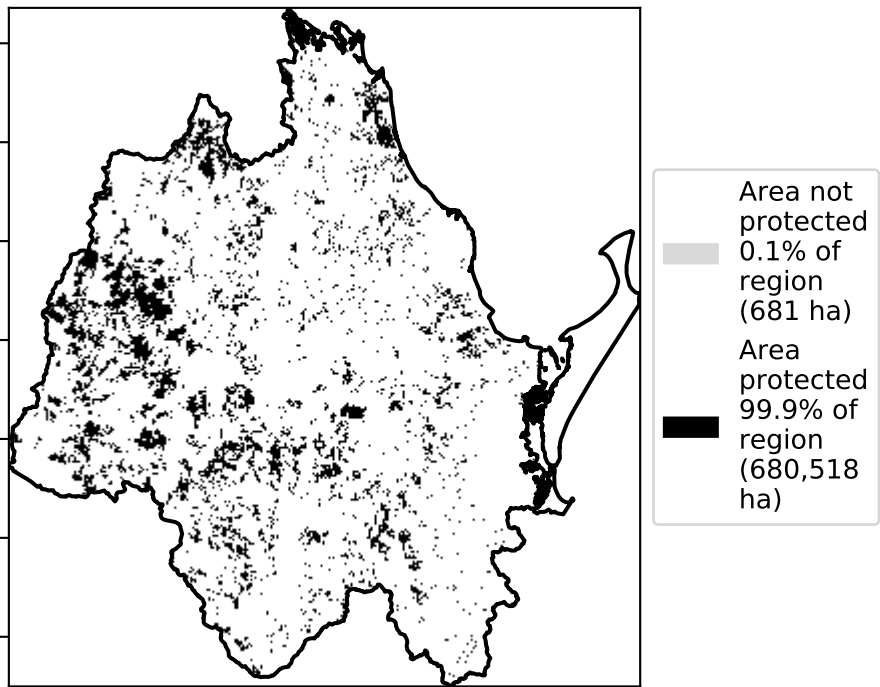 Area not
protected
0.1% of
region
(681 ha)
Area
protected
99.9% of
region
(680,518
ha)